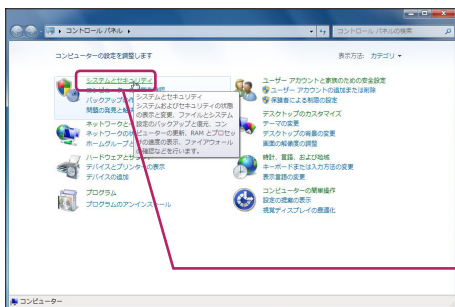 コントロール パネル
コントロール パネルの検索
コンピューターの設定を調整します
表示方法: カテゴリ
システムとセキュリティ
バックアップの作
問題の発見と
システムとセキュリティ
システムおよびセキュリティの状態
の表示と変更、ファイルとシステム
設定のバックアップと復元、コン
ピューターの更新、RAM とプロセッ
サの速度の表示、ファイアウォール
の確認などを行います。
ネットワークと
ネットワークの
ホームグループ
ハードウェアと
デバイスとプリンターの表示
デバイスの追加
プログラム
プログラムのアンインストール
ユーザー アカウントと家族のための安全設定
ユーザー アカウントの追加または削除
保護者による制限の設定
デスクトップのカスタマイズ
テーマの変更
デスクトップの背景の変更
画面の解像度の調整
時計、言語、および地域
キーボードまたは入力方法の変更
表示言語の変更
コンピューターの簡単操作
設定の提案の表示
視覚ディスプレイの最適化
コンピューター